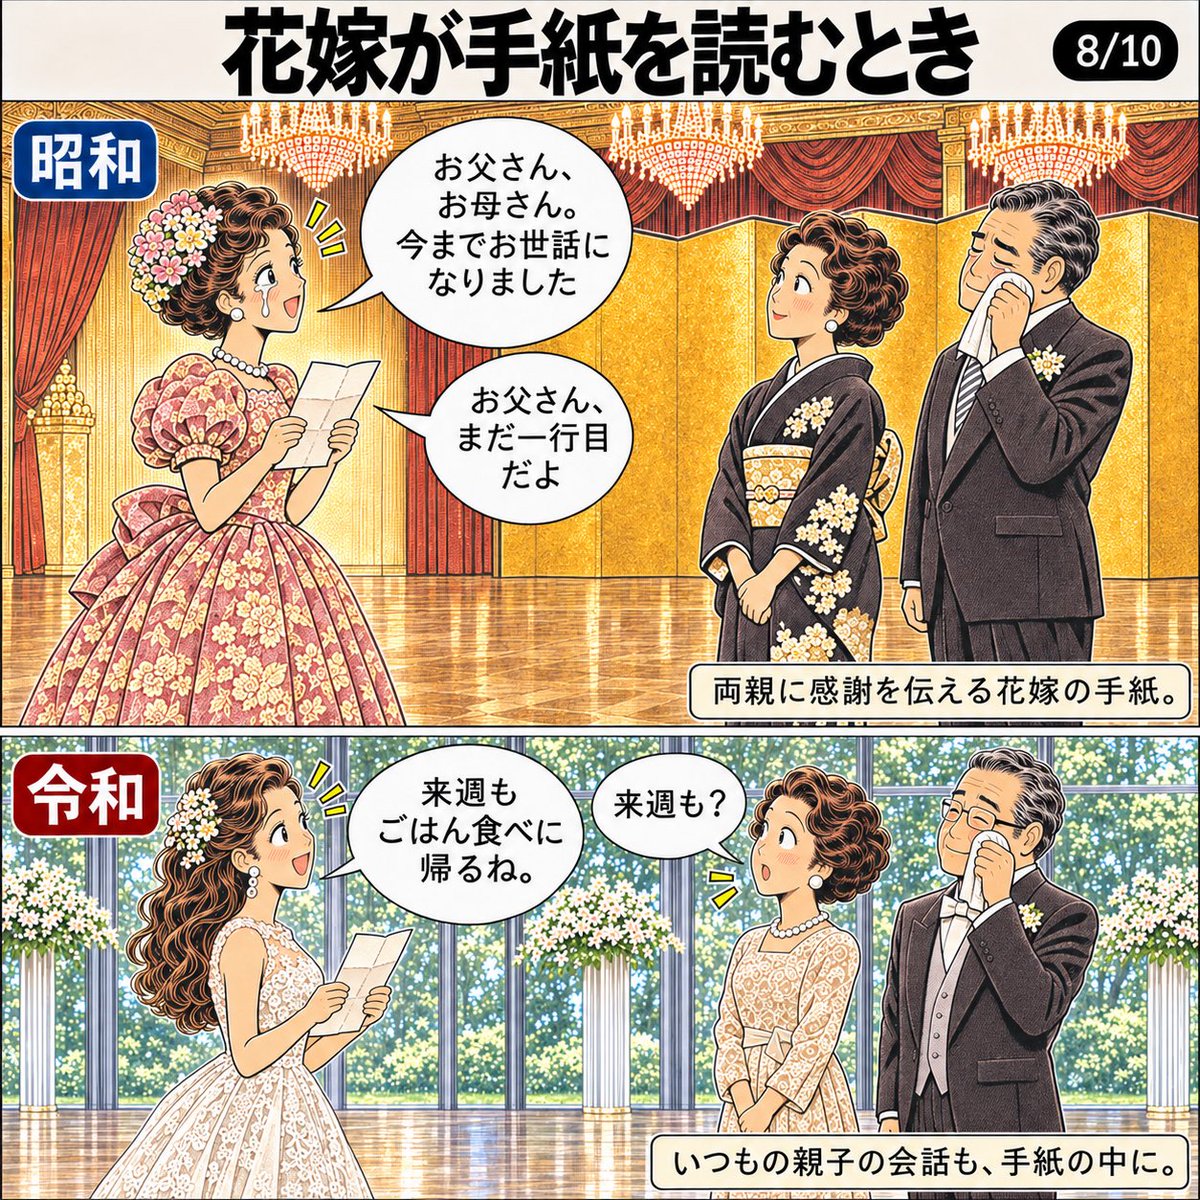 花嫁が手紙を読むとき
8/10
昭和
お父さん、
お母さん。
今までお世話に
なりました
お父さん、
まだ一行目
だよ
両親に感謝を伝える花嫁の手紙。
令和
来週も
ごはん食べに
帰るね。
来週も?
いつもの親子の会話も、手紙の中に。